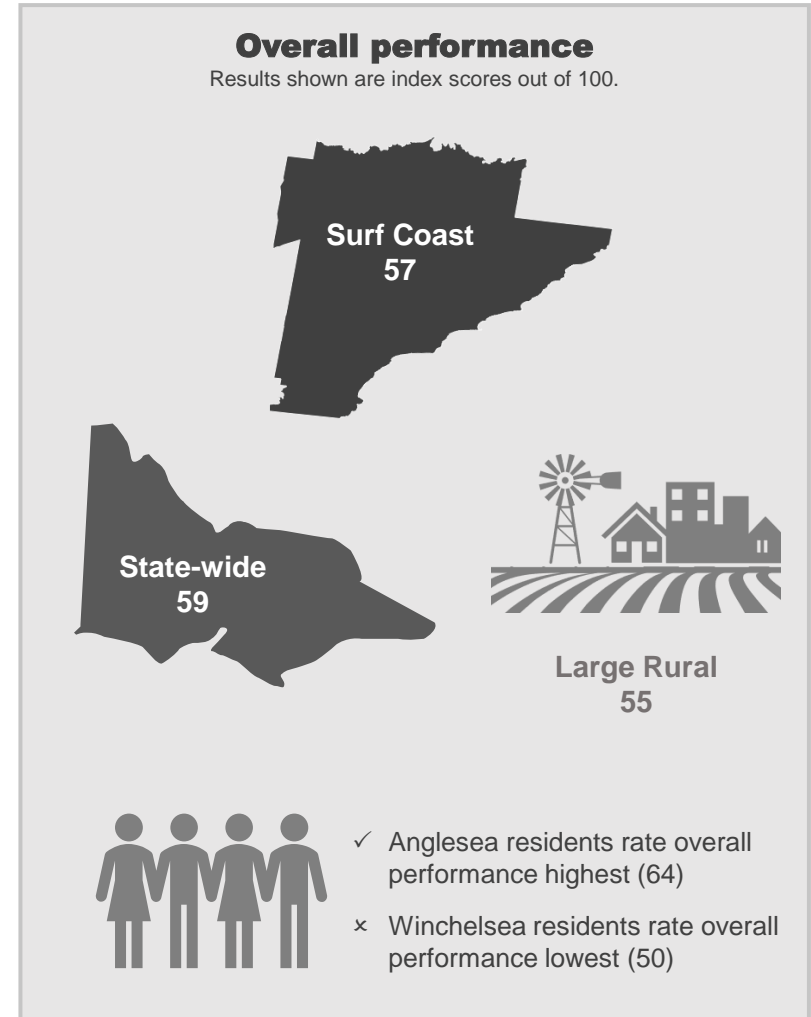 Overall performance
Results shown are index scores out of 100.
Surf Coast
57
State-wide
59
Large Rural
55
✓ Anglesea residents rate overall
performance highest (64)
× Winchelsea residents rate overall
performance lowest (50)